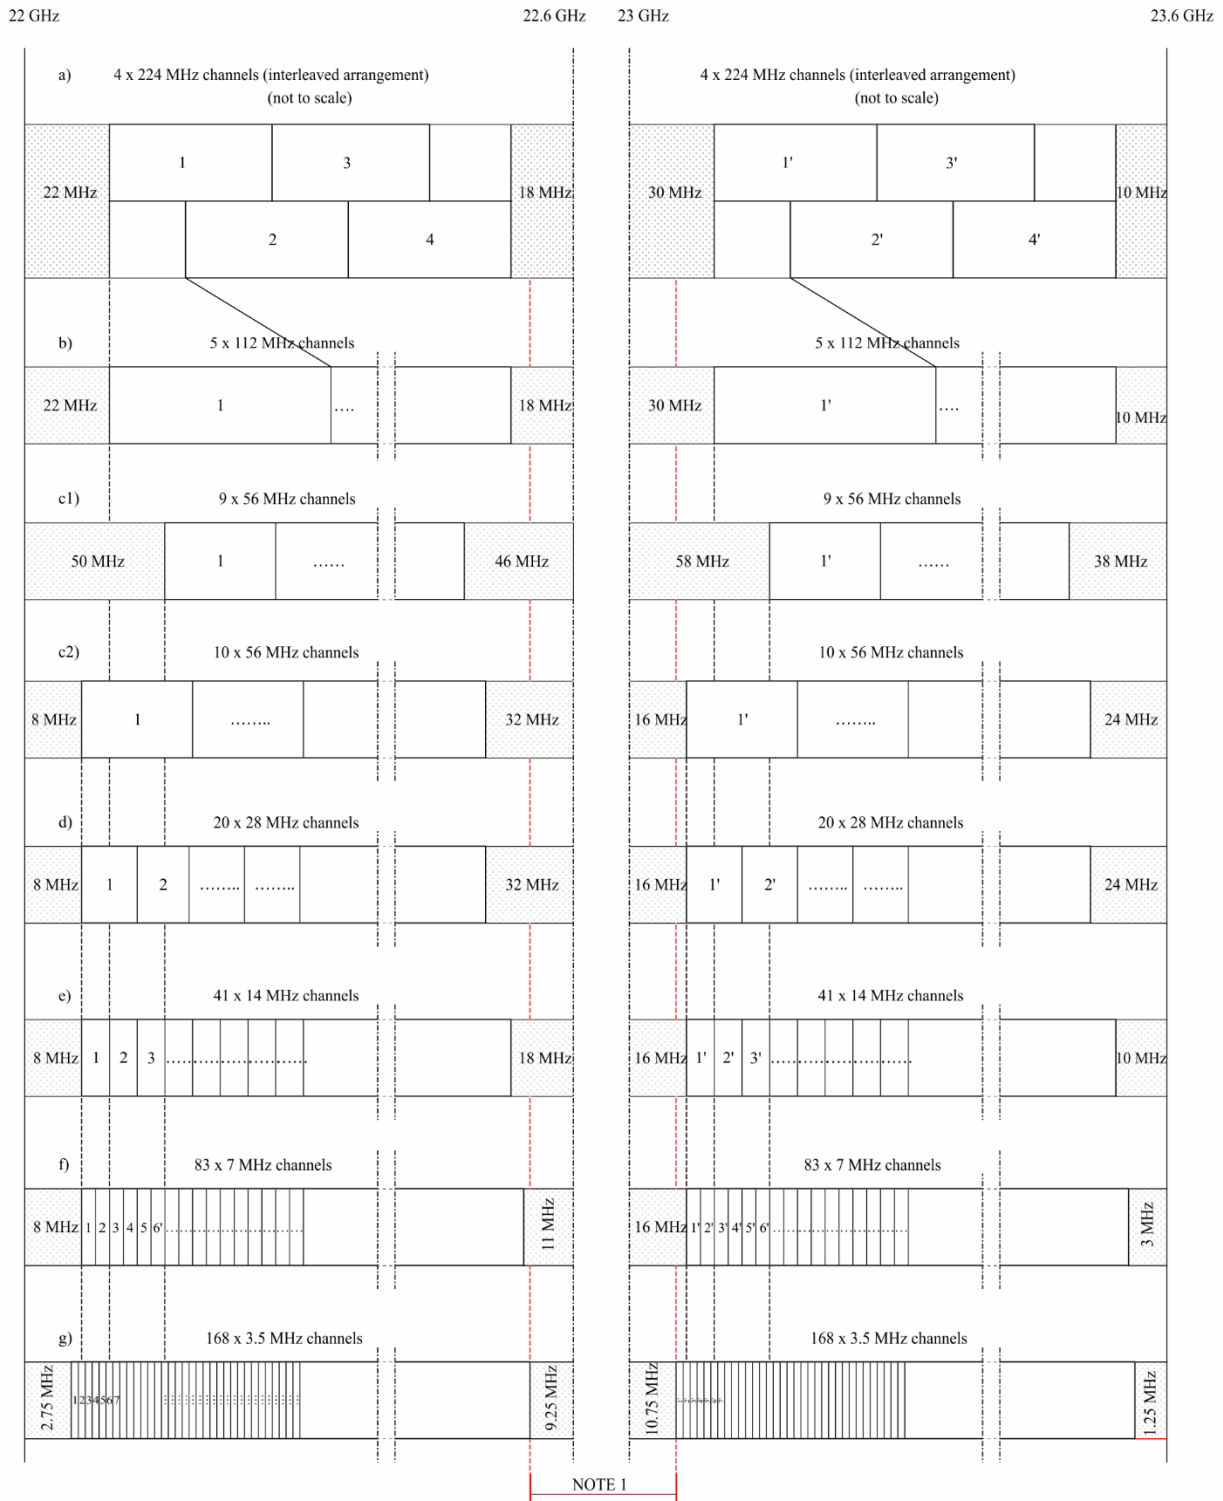 22 GHz 22.6 GHz 23 GHz 23.6 GHz
a) 4 x 224 MHz channels (interleaved arrangement) 4 x 224 MHz channels (interleaved arrangement)
(not to scale) (not to scale)
1 3 1' 3'
22 MHz 18 MHz 30 MHz 10 MHz
2 4 2' 4'
b) 5 x 112 MHz channels 5 x 112 MHz channels
22 MHz 1 .... 18 MHz 30 MHz 1' .... 10 MHz
c1) 9 x 56 MHz channels 9 x 56 MHz channels
50 MHz 1 ...... 46 MHz 58 MHz 1' ...... 38 MHz
c2) 10 x 56 MHz channels 10 x 56 MHz channels
8 MHz 1 ........ 32 MHz 16 MHz 1' ........ 24 MHz
d) 20 x 28 MHz channels 20 x 28 MHz channels
8 MHz 1 2 ........ ........ 32 MHz 16 MHz 1' 2' ........ ........ 24 MHz
e) 41 x 14 MHz channels 41 x 14 MHz channels
8 MHz 1 2 3 18 MHz 16 MHz 1' 2' 3' 10 MHz
f) 83 x 7 MHz channels 83 x 7 MHz channels
8 MHz 1 2 3 4 5 6' 11 MHz 16 MHz 1' 2' 3' 4' 5' 6' 3 MHz
g) 168 x 3.5 MHz channels 168 x 3.5 MHz channels
2.75 MHz 1 2 3 4 5 6 7 9.25 MHz 10.75 MHz 1.25 MHz
NOTE 1